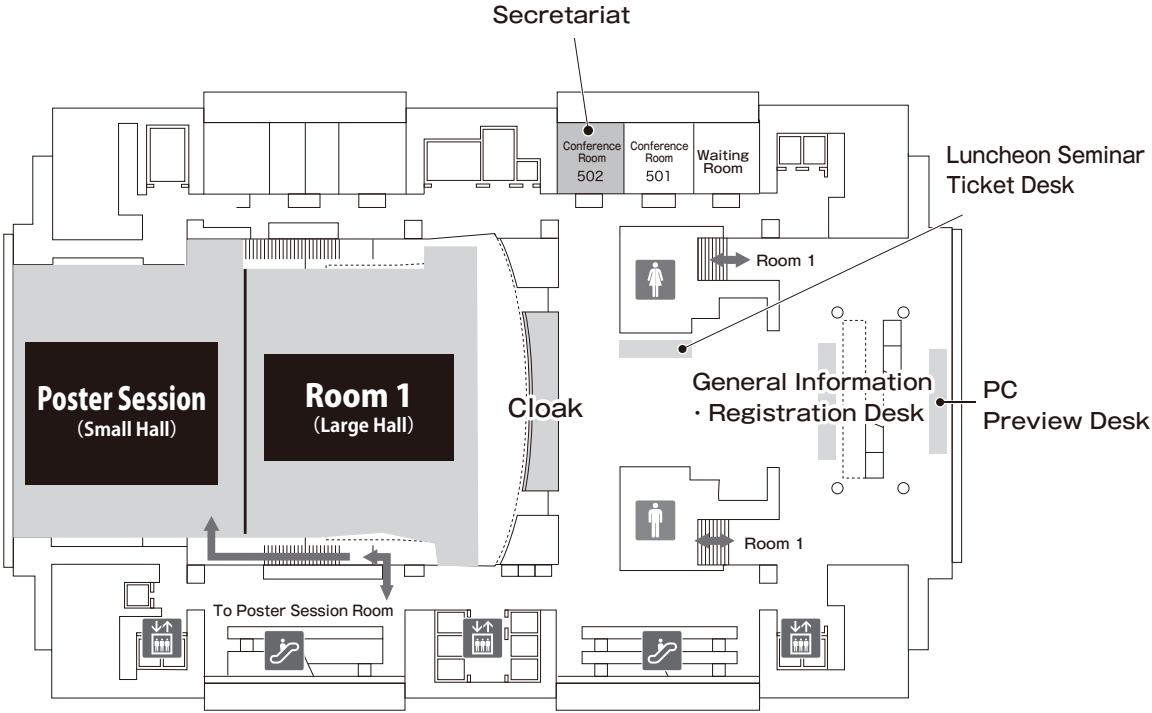 Secretariat
Conference
Room
502
Conference
Room
501
Waiting
Room
Luncheon Seminar
Ticket Desk
Room 1
Poster Session
(Small Hall)
Room 1
(Large Hall)
Cloak
General Information
・Registration Desk
PC
Preview Desk
Room 1
To Poster Session Room